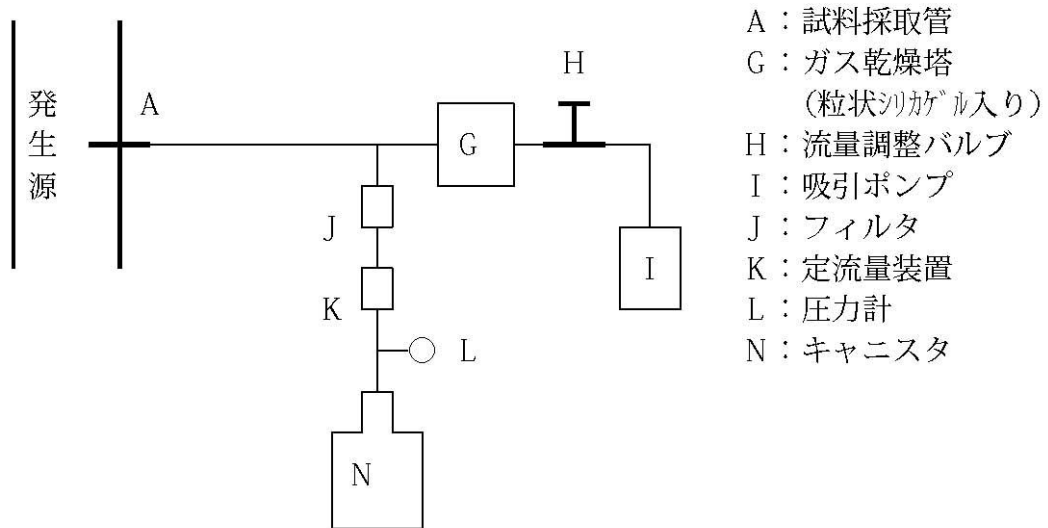 発生源
A
G
H
I
J
K
L
N
A：試料採取管
G：ガス乾燥塔
（粒状ｼﾘｶｹﾞﾙ入り）
H：流量調整バルブ
I：吸引ポンプ
J：フィルタ
K：定流量装置
L：圧力計
N：キャニスタ